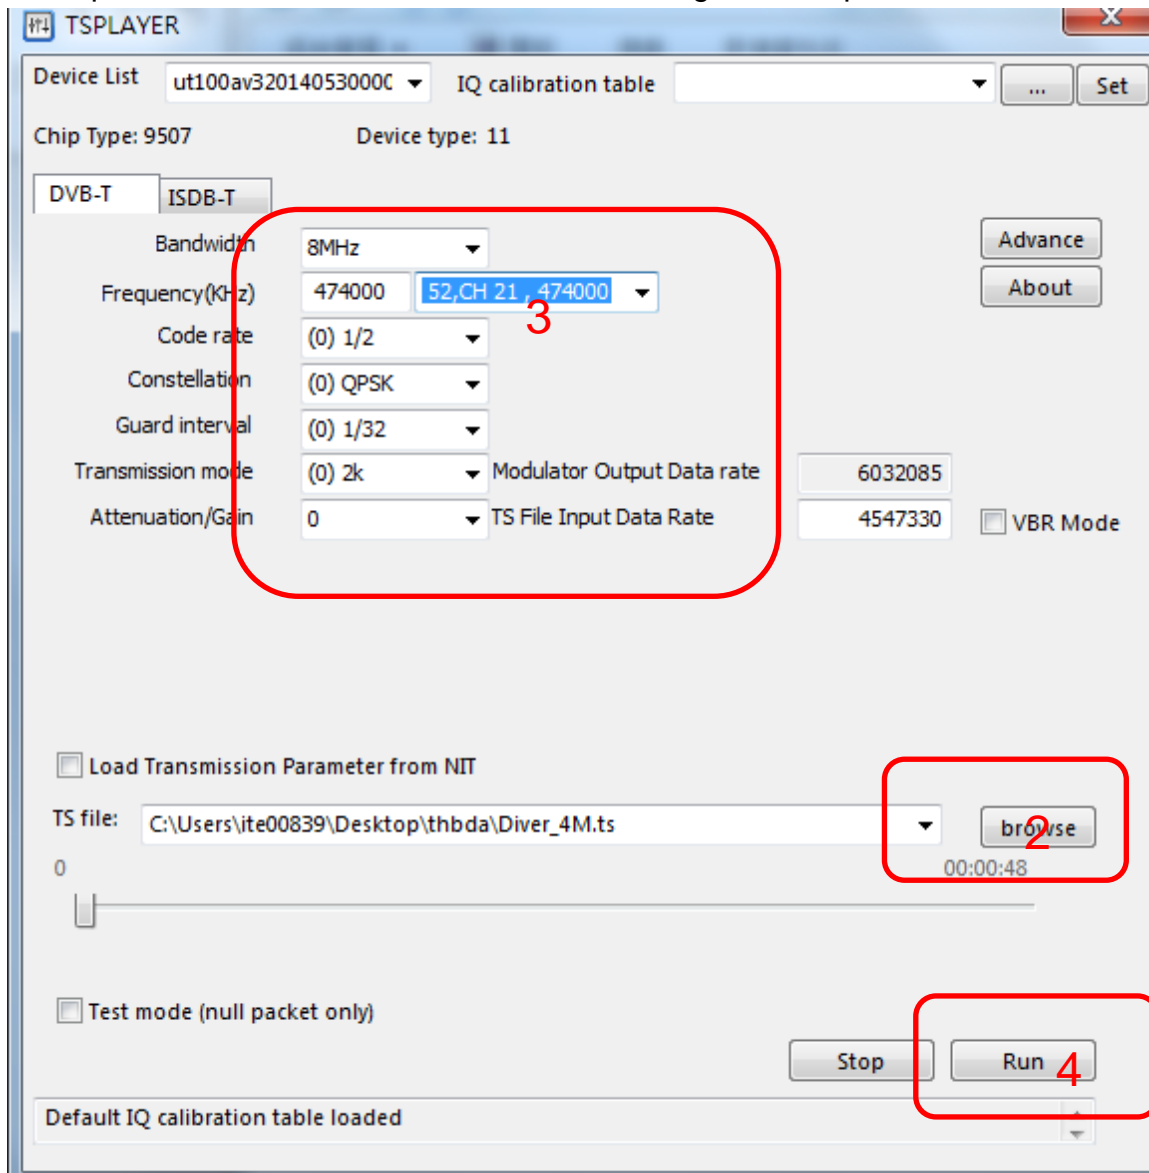 TSPLAYER
Device List ut100av320140530000C IQ calibration table ... Set
Chip Type: 9507 Device type: 11
DVB-T ISDB-T
Bandwidth 8MHz Advance
Frequency(KHz) 474000 52,CH 21 , 474000 About
3
Code rate (0) 1/2
Constellation (0) QPSK
Guard interval (0) 1/32
Transmission mode (0) 2k Modulator Output Data rate 6032085
Attenuation/Gain 0 TS File Input Data Rate 4547330 VBR Mode
Load Transmission Parameter from NIT
TS file: C:\Users\ite00839\Desktop\thbda\Diver_4M.ts browse 2
0 00:00:48
Test mode (null packet only)
Stop Run 4
Default IQ calibration table loaded